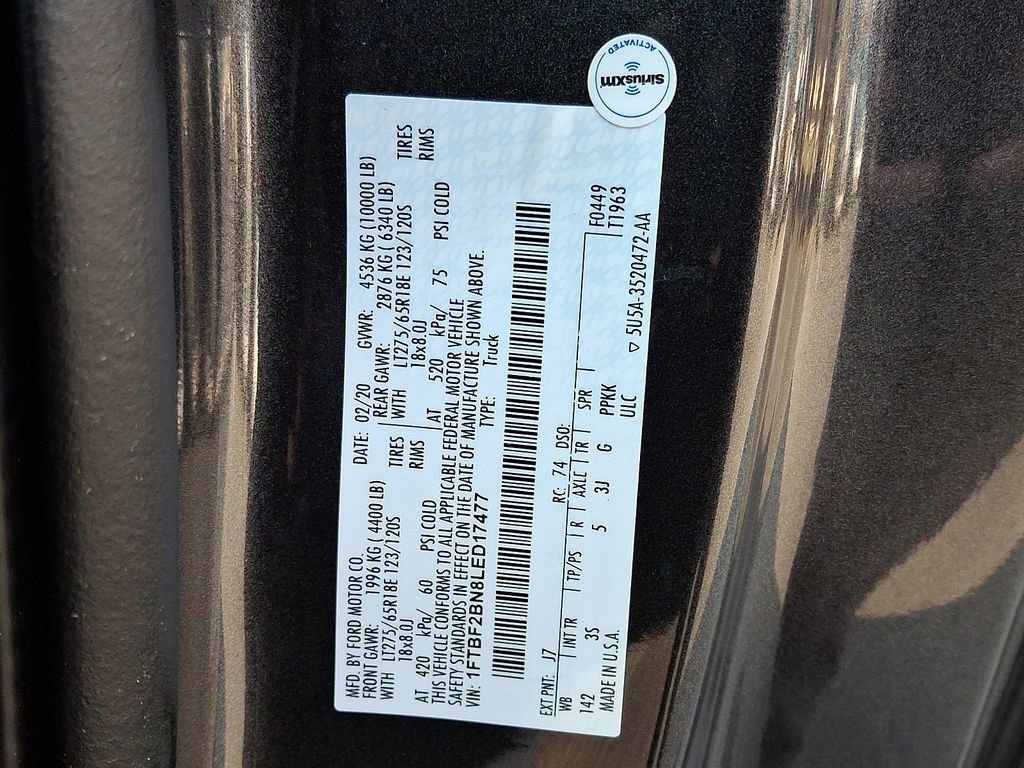 MFD. BY FORD MOTOR CO.
DATE: 02/20 GWWR: 4536 KG (10000 LB)
FRONT GAWR: 1996 KG ( 4400 LB)
REAR GAWR: 2876 KG ( 6340 LB)
WITH LT275/65R18E 123/120S TIRES
WITH LT275/65R18E 123/120S TIRES
18x8.0J RIMS
18x8.0J RIMS
AT 420 kPa/ 60 PSI COLD
AT 520 kPa/ 75 PSI COLD
THIS VEHICLE CONFORMS TO ALL APPLICABLE FEDERAL MOTOR VEHICLE
SAFETY STANDARDS IN EFFECT ON THE DATE OF MANUFACTURE SHOWN ABOVE.
VIN: 1FTBF2BN8LED17477 TYPE: Truck
EXT PNT: J7 RC: 74 DSO: F0449
WB INT TR TP/PS R AXLE TR SPR T1963
142 3S 5 3J G PPKK
MADE IN U.S.A. ULC
▽ 5U5A-3520472-AA
SiriusXm
ACTIVATED